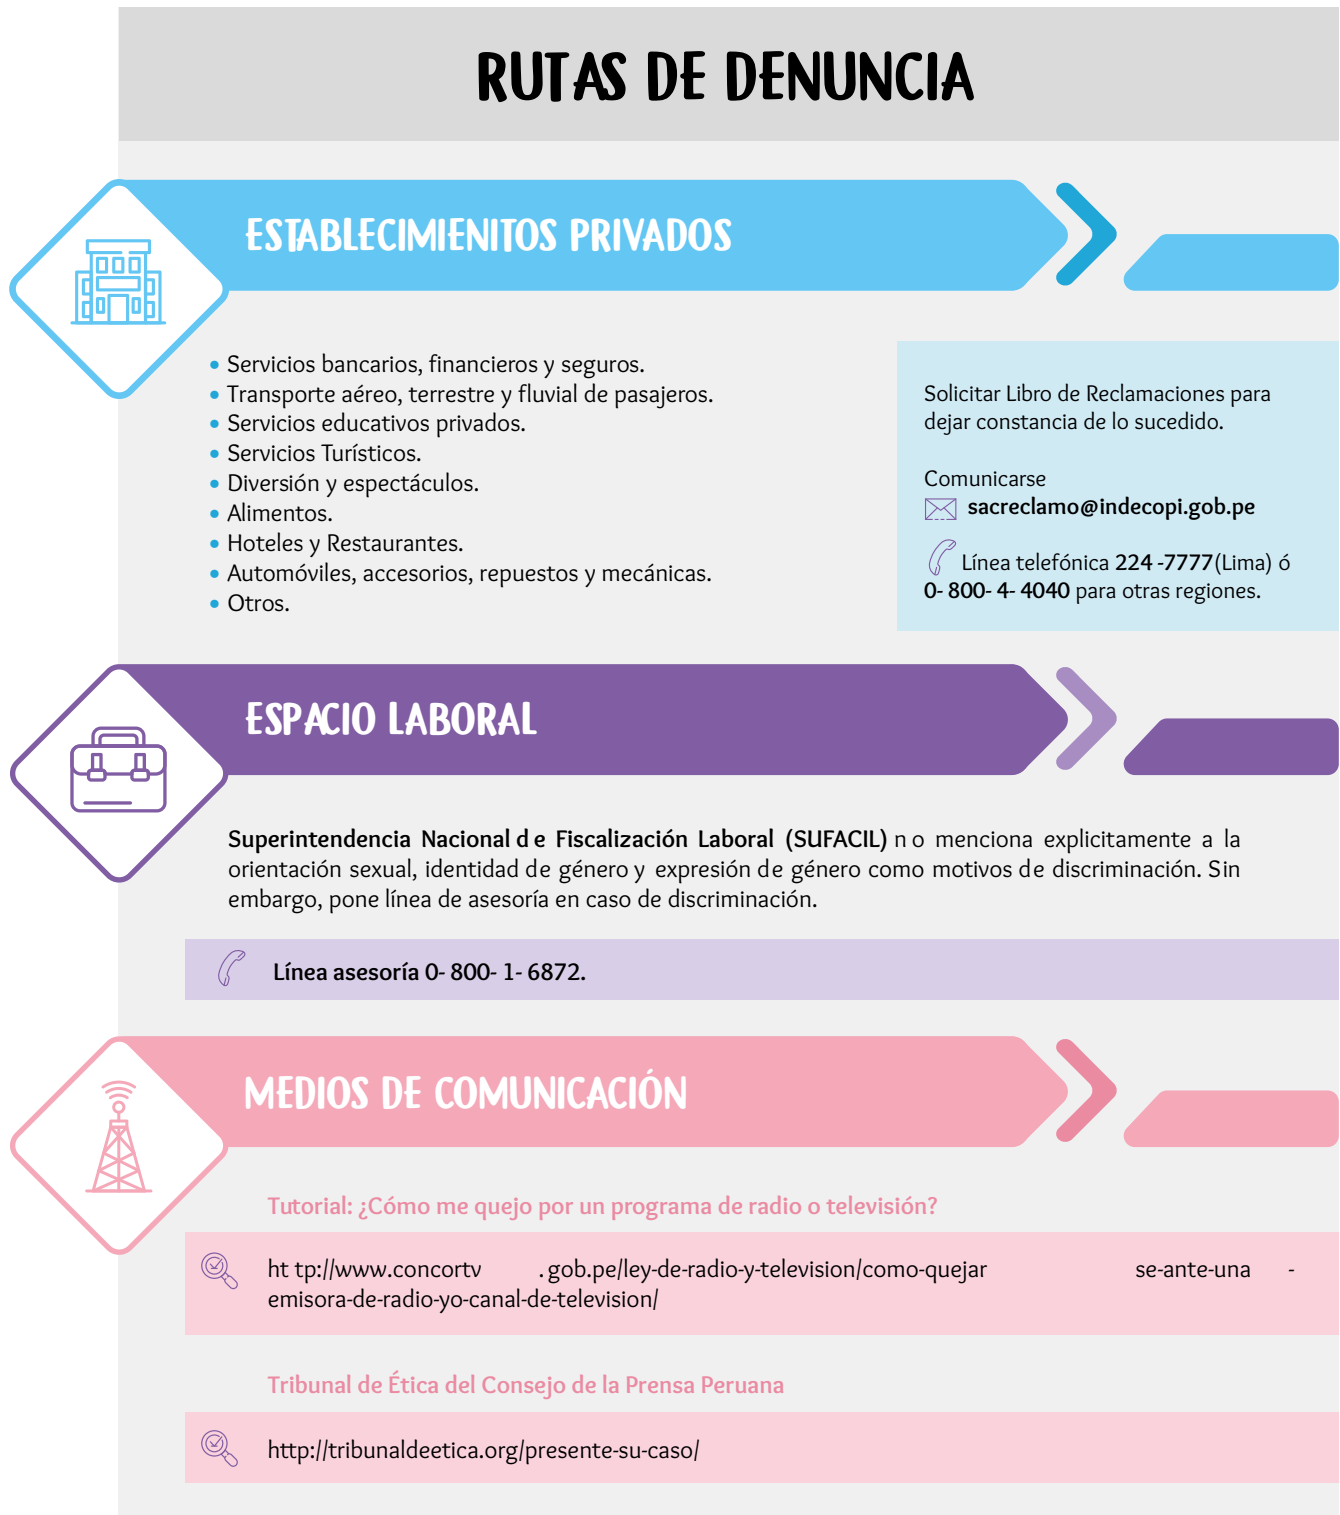 RUTAS DE DENUNCIA
ESTABLECIMIENITOS PRIVADOS
• Servicios bancarios, financieros y seguros.
• Transporte aéreo, terrestre y fluvial de pasajeros.
• Servicios educativos privados.
• Servicios Turísticos.
• Diversión y espectáculos.
• Alimentos.
• Hoteles y Restaurantes.
• Automóviles, accesorios, repuestos y mecánicas.
• Otros.
Solicitar Libro de Reclamaciones para
dejar constancia de lo sucedido.
Comunicarse
sacreclamo@indecopi.gob.pe
Línea telefónica 224 -7777(Lima) ó
0- 800- 4- 4040 para otras regiones.
ESPACIO LABORAL
Superintendencia Nacional d e Fiscalización Laboral (SUFACIL) n o menciona explicitamente a la
orientación sexual, identidad de género y expresión de género como motivos de discriminación. Sin
embargo, pone línea de asesoría en caso de discriminación.
Línea asesoría 0- 800- 1- 6872.
MEDIOS DE COMUNICACIÓN
Tutorial: ¿Cómo me quejo por un programa de radio o televisión?
ht tp://www.concortv . gob.pe/ley-de-radio-y-television/como-quejar se-ante-una -
emisora-de-radio-yo-canal-de-television/
Tribunal de Ética del Consejo de la Prensa Peruana
http://tribunaldeetica.org/presente-su-caso/